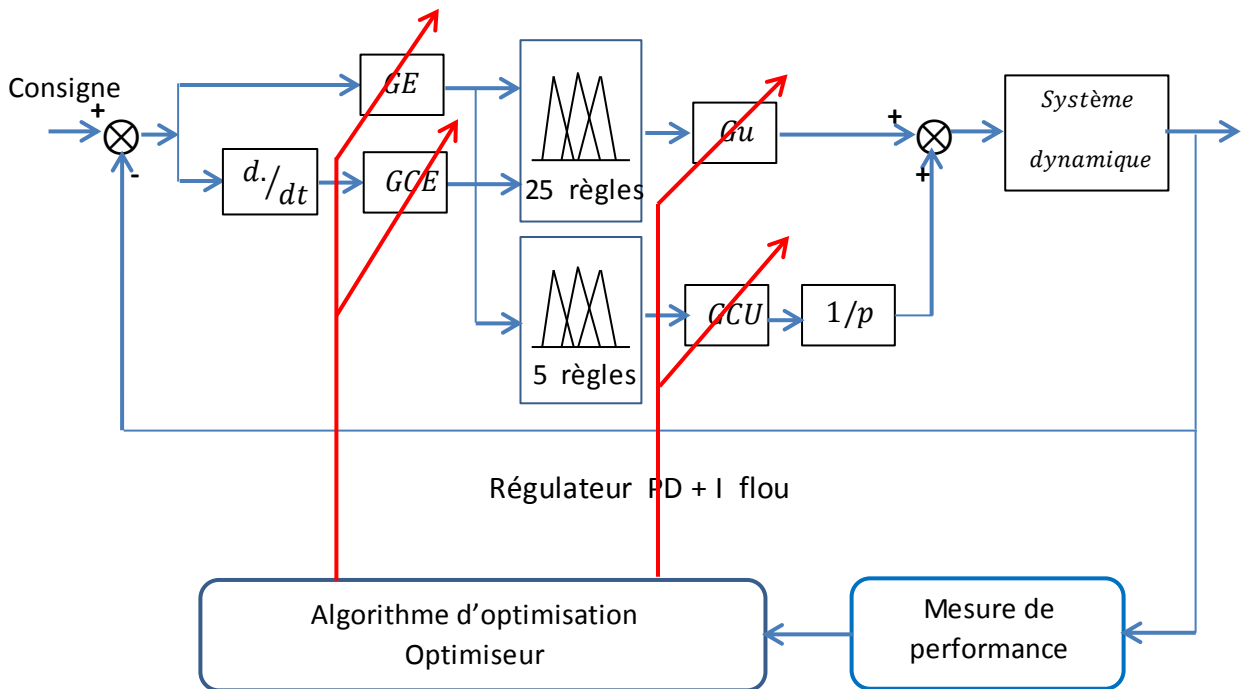 Consigne
+
-
GE
d./dt
GCE
25 règles
Gu
+
+
Système
dynamique
5 règles
GCU
1/p
Régulateur PD + I flou
Algorithme d’optimisation
Optimiseur
Mesure de
performance